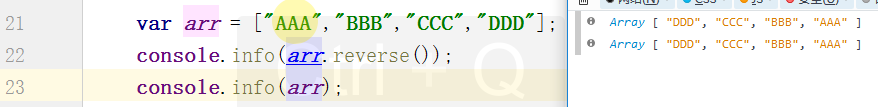 21 var arr = ["AAA","BBB","CCC","DDD"];
22 console.info(arr.reverse());
23 console.info(arr);
Ctrl + Q
Array [ "DDD", "CCC", "BBB", "AAA" ]
Array [ "DDD", "CCC", "BBB", "AAA" ]